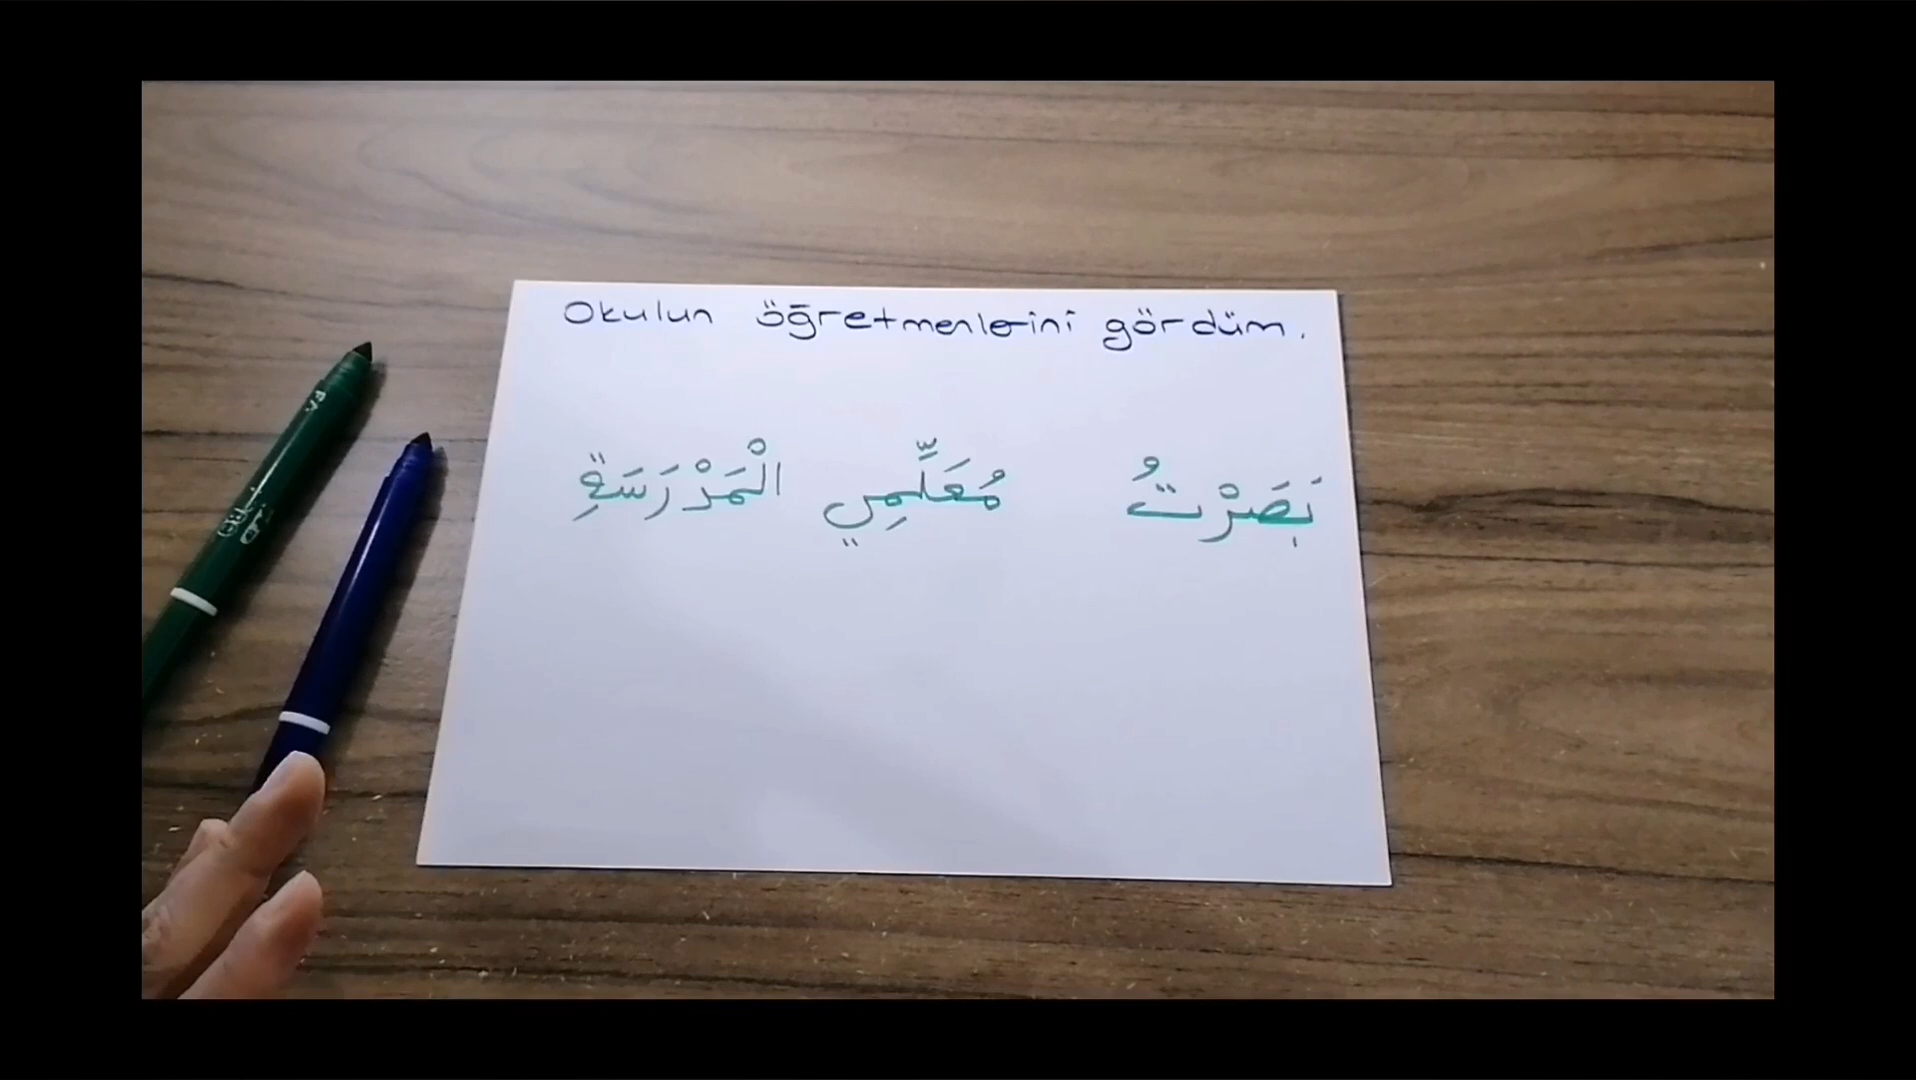 Okulun öğretmenlerini gördüm.
بَصَرْتُ مُعَلِّمِي الْمَدْرَسَةِ